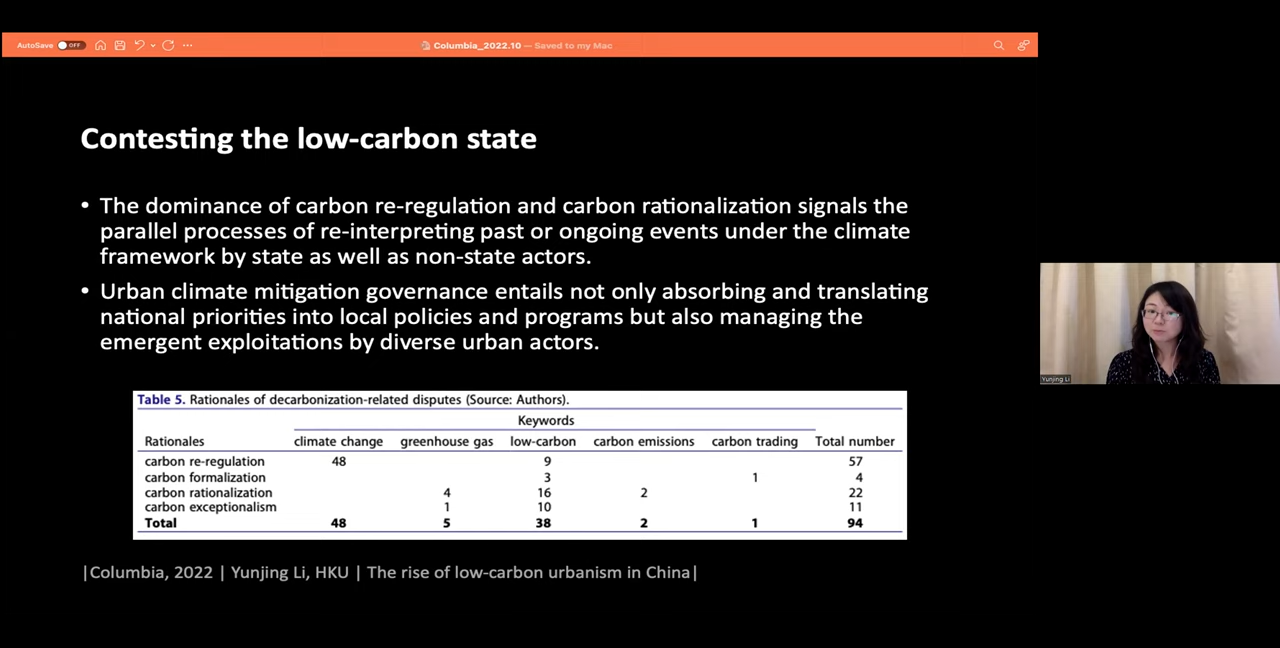 AutoSave OFF
Columbia_2022.10 — Saved to my Mac
Contesting the low-carbon state
• The dominance of carbon re-regulation and carbon rationalization signals the
parallel processes of re-interpreting past or ongoing events under the climate
framework by state as well as non-state actors.
• Urban climate mitigation governance entails not only absorbing and translating
national priorities into local policies and programs but also managing the
emergent exploitations by diverse urban actors.
Table 5. Rationales of decarbonization-related disputes (Source: Authors).
Keywords
Rationales climate change greenhouse gas low-carbon carbon emissions carbon trading Total number
carbon re-regulation 48 9 57
carbon formalization 3 1 4
carbon rationalization 4 16 2 22
carbon exceptionalism 1 10 11
Total 48 5 38 2 1 94
|Columbia, 2022 | Yunjing Li, HKU | The rise of low-carbon urbanism in China|
Yunjing Li